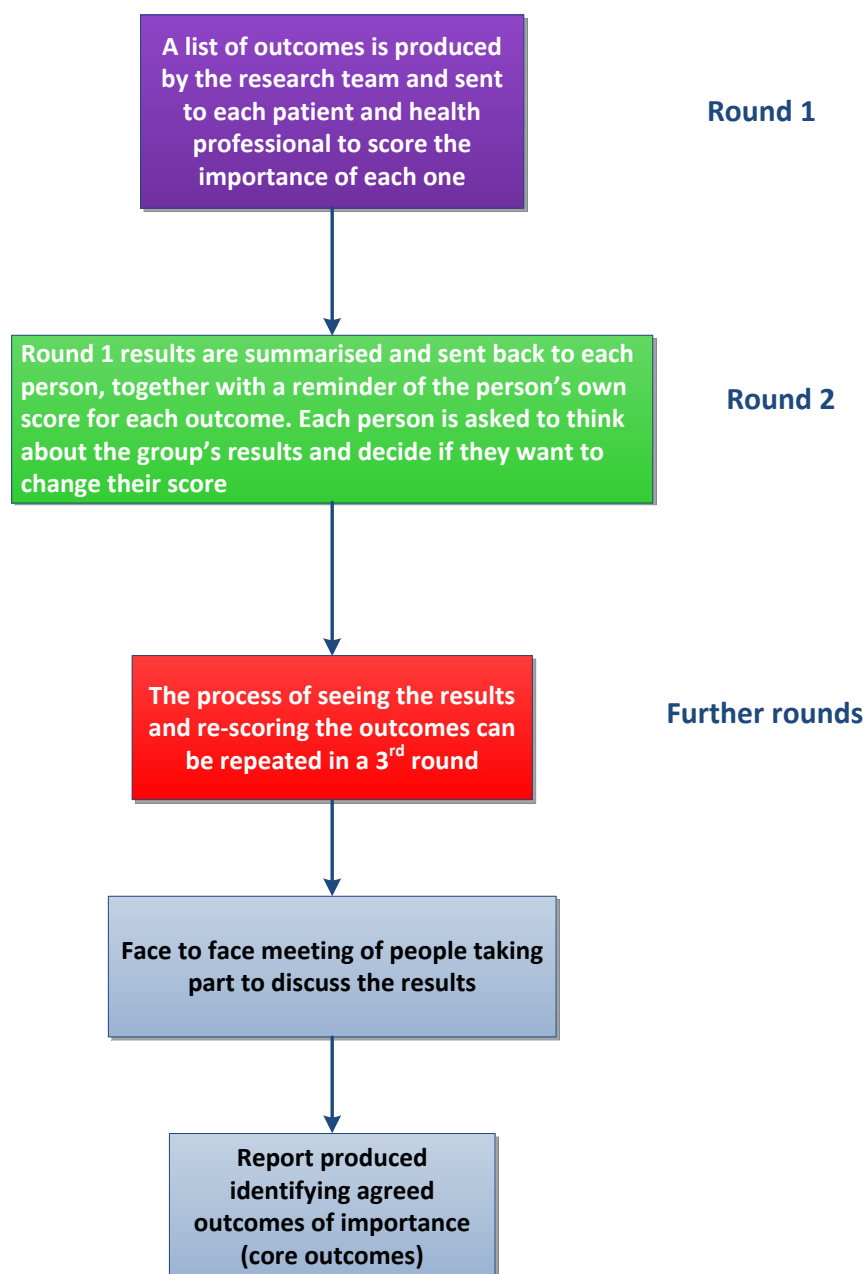 A list of outcomes is produced
by the research team and sent
to each patient and health
professional to score the
importance of each one
Round 1
Round 1 results are summarised and sent back to each
person, together with a reminder of the person’s own
score for each outcome. Each person is asked to think
about the group’s results and decide if they want to
change their score
Round 2
The process of seeing the results
and re-scoring the outcomes can
be repeated in a 3rd round
Further rounds
Face to face meeting of people taking
part to discuss the results
Report produced
identifying agreed
outcomes of importance
(core outcomes)